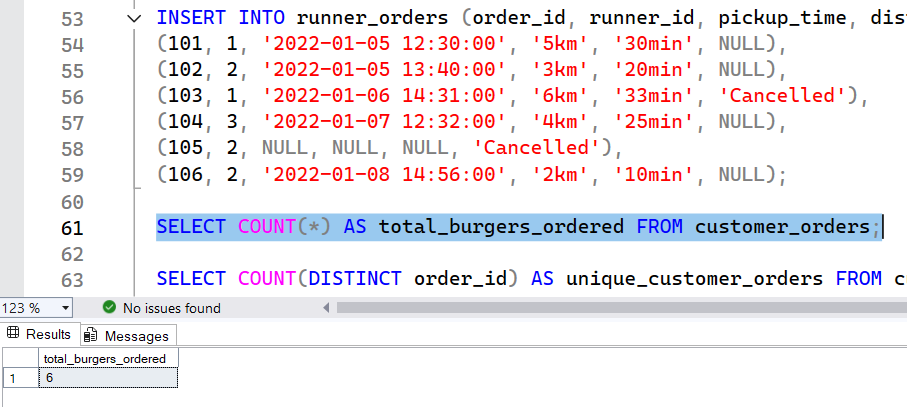 53 INSERT INTO runner_orders (order_id, runner_id, pickup_time, dis
54 (101, 1, '2022-01-05 12:30:00', '5km', '30min', NULL),
55 (102, 2, '2022-01-05 13:40:00', '3km', '20min', NULL),
56 (103, 1, '2022-01-06 14:31:00', '6km', '33min', 'Cancelled'),
57 (104, 3, '2022-01-07 12:32:00', '4km', '25min', NULL),
58 (105, 2, NULL, NULL, NULL, 'Cancelled'),
59 (106, 2, '2022-01-08 14:56:00', '2km', '10min', NULL);
60
61 SELECT COUNT(*) AS total_burgers_ordered FROM customer_orders;
62
63 SELECT COUNT(DISTINCT order_id) AS unique_customer_orders FROM c
123 % No issues found
Results Messages
total_burgers_ordered
1 6